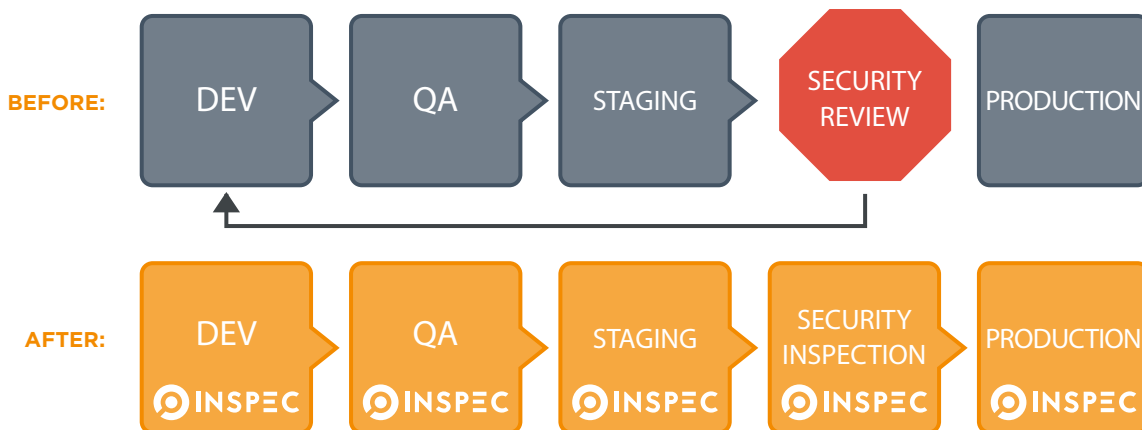 BEFORE:
DEV
QA
STAGING
SECURITY
REVIEW
PRODUCTION
AFTER:
DEV
QA
STAGING
SECURITY
INSPECTION
PRODUCTION
INSPEC
INSPEC
INSPEC
INSPEC
INSPEC